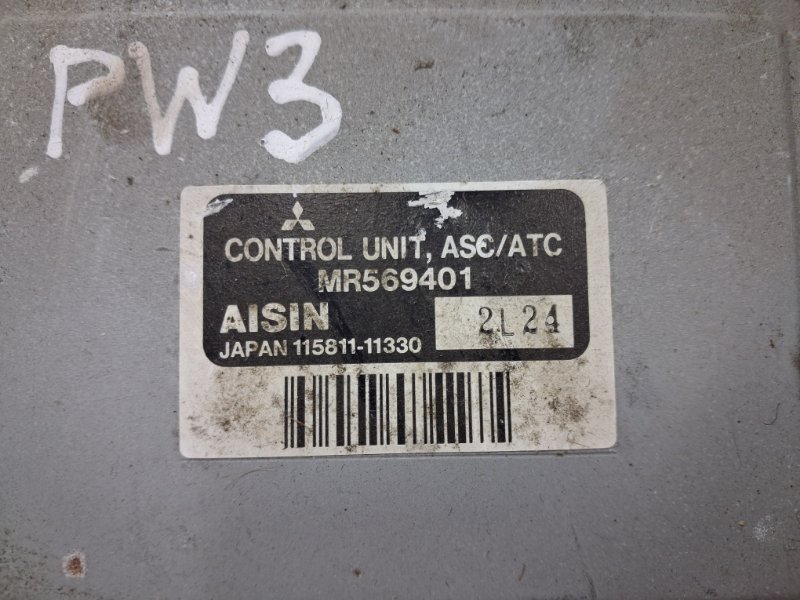 PW3
CONTROL UNIT, ASC/ATC
MR569401
AISIN
2L24
JAPAN 115811-11330